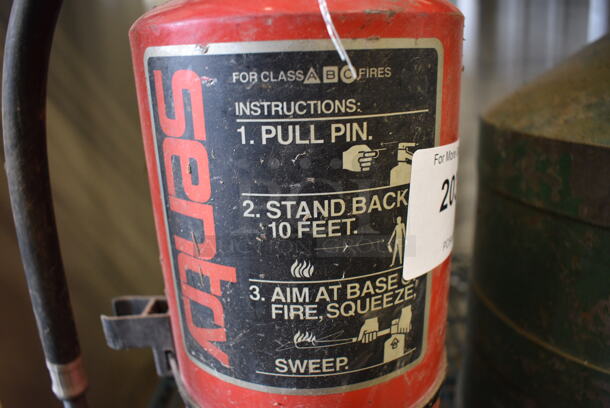 sentry
FOR CLASS A B C FIRES
INSTRUCTIONS:
1. PULL PIN.
2. STAND BACK
10 FEET.
3. AIM AT BASE
FIRE, SQUEEZE,
SWEEP.
For More